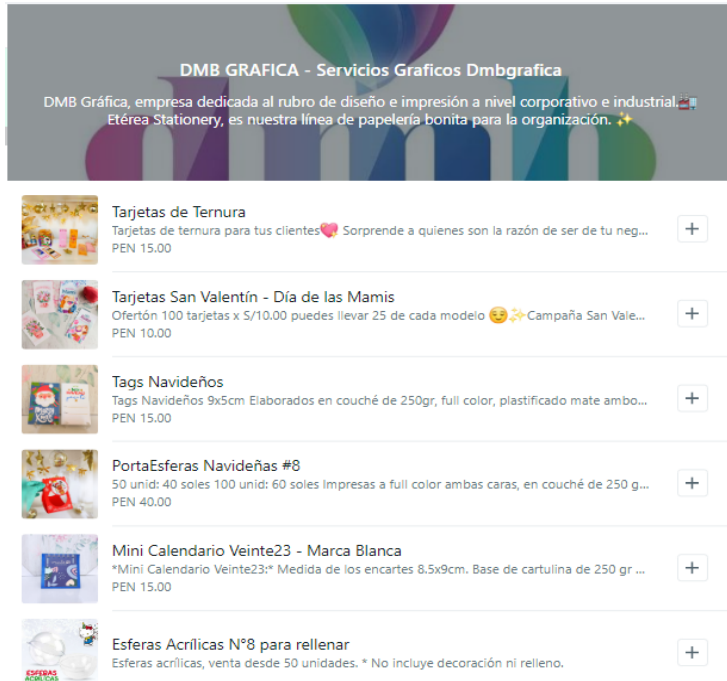 DMB GRAFICA - Servicios Graficos Dmbgrafica
DMB Gráfica, empresa dedicada al rubro de diseño e impresión a nivel corporativo e industrial.🏭
Etérea Stationery, es nuestra línea de papelería bonita para la organización. ✨
dmb
Tarjetas de Ternura
Tarjetas de ternura para tus clientes💖 Sorprende a quienes son la razón de ser de tu neg...
PEN 15.00
Tarjetas San Valentín - Día de las Mamis
Ofertón 100 tarjetas x S/10.00 puedes llevar 25 de cada modelo 😏✨Campaña San Vale...
PEN 10.00
Tags Navideños
Tags Navideños 9x5cm Elaborados en couché de 250gr, full color, plastificado mate ambo...
PEN 15.00
PortaEsferas Navideñas #8
50 unid: 40 soles 100 unid: 60 soles Impresas a full color ambas caras, en couché de 250 g...
PEN 40.00
Mini Calendario Veinte23 - Marca Blanca
*Mini Calendario Veinte23:* Medida de los encartes 8.5x9cm. Base de cartulina de 250 gr ...
PEN 15.00
Esferas Acrílicas N°8 para rellenar
Esferas acrílicas, venta desde 50 unidades. * No incluye decoración ni relleno.
ESFERAS
ACRILICAS